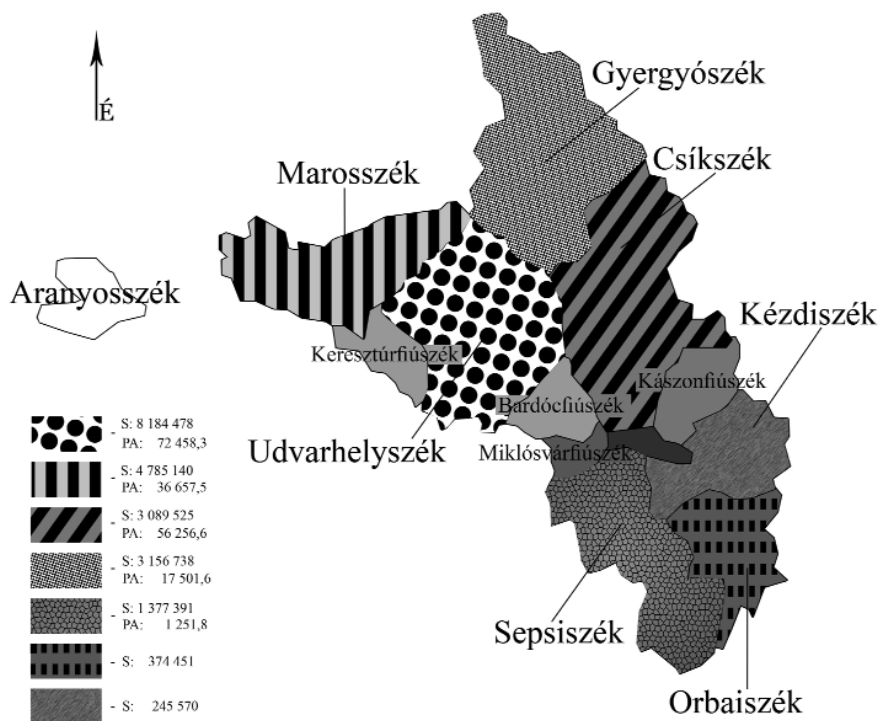 Gyergyószék
É
Csíkszék
Marosszék
Aranyosszék
Kézdiszék
Keresztúrfiúszék
Kászonfiúszék
Bardócfiúszék
Udvarhelyszék
Miklósvárfiúszék
- S: 8 184 478
PA: 72 458,3
- S: 4 785 140
PA: 36 657,5
- S: 3 089 525
PA: 56 256,6
- S: 3 156 738
PA: 17 501,6
- S: 1 377 391
PA: 1 251,8
- S: 374 451
- S: 245 570
Sepsiszék
Orbaiszék